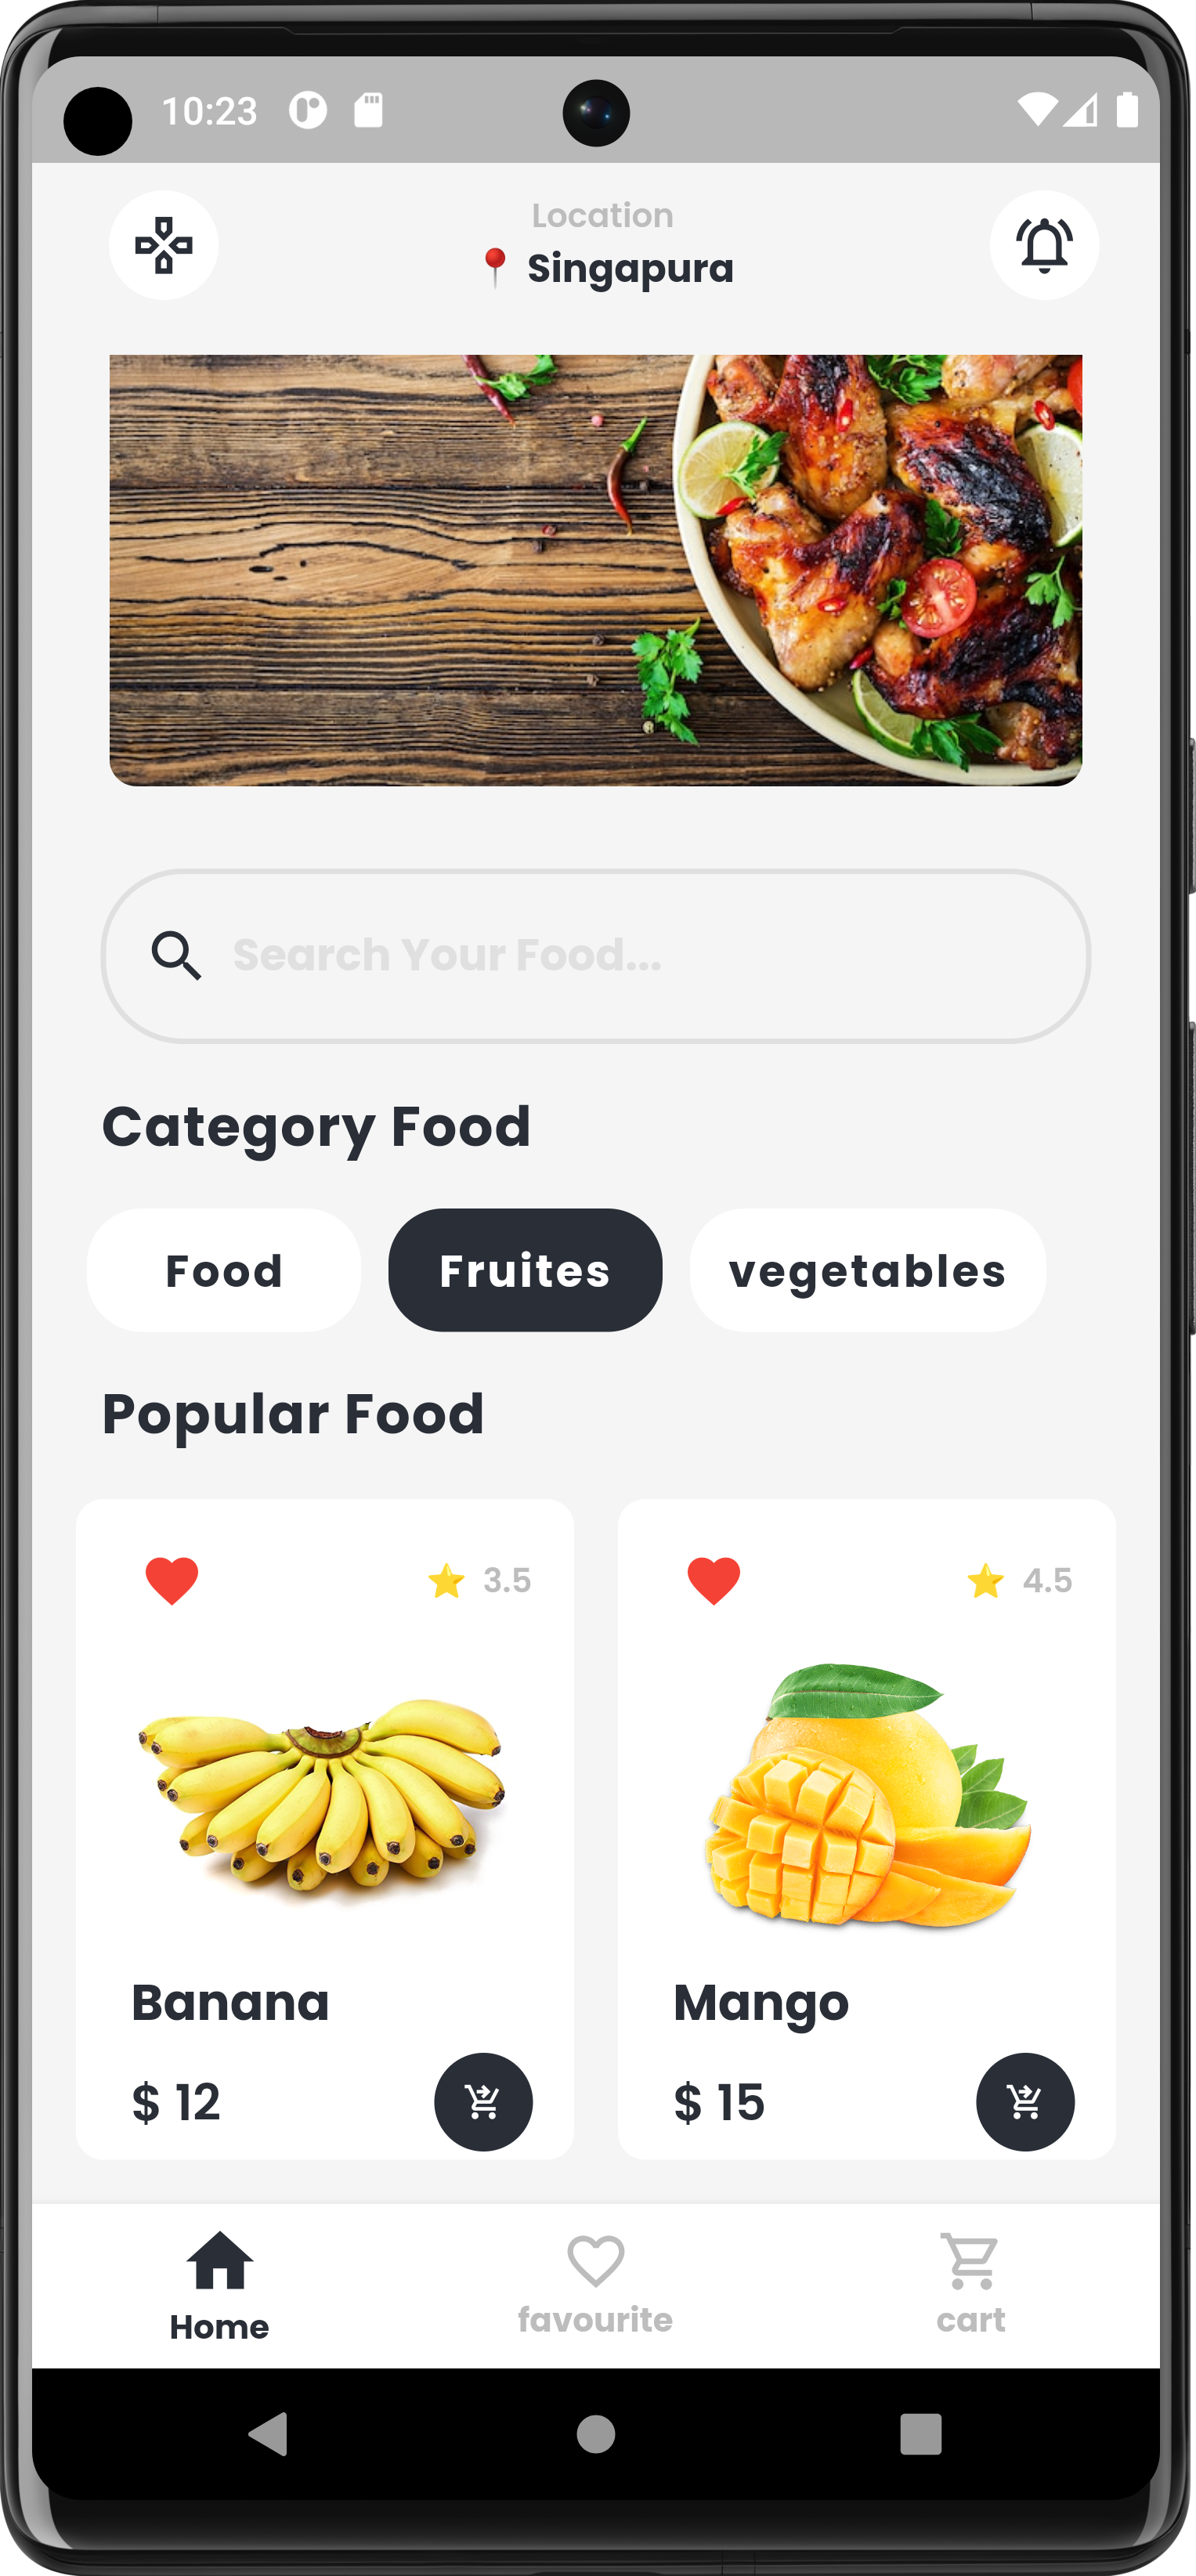 10:23
Location
Singapura
Search Your Food...
Category Food
Food
Fruites
vegetables
Popular Food
3.5
4.5
Banana
Mango
$ 12
$ 15
Home
favourite
cart